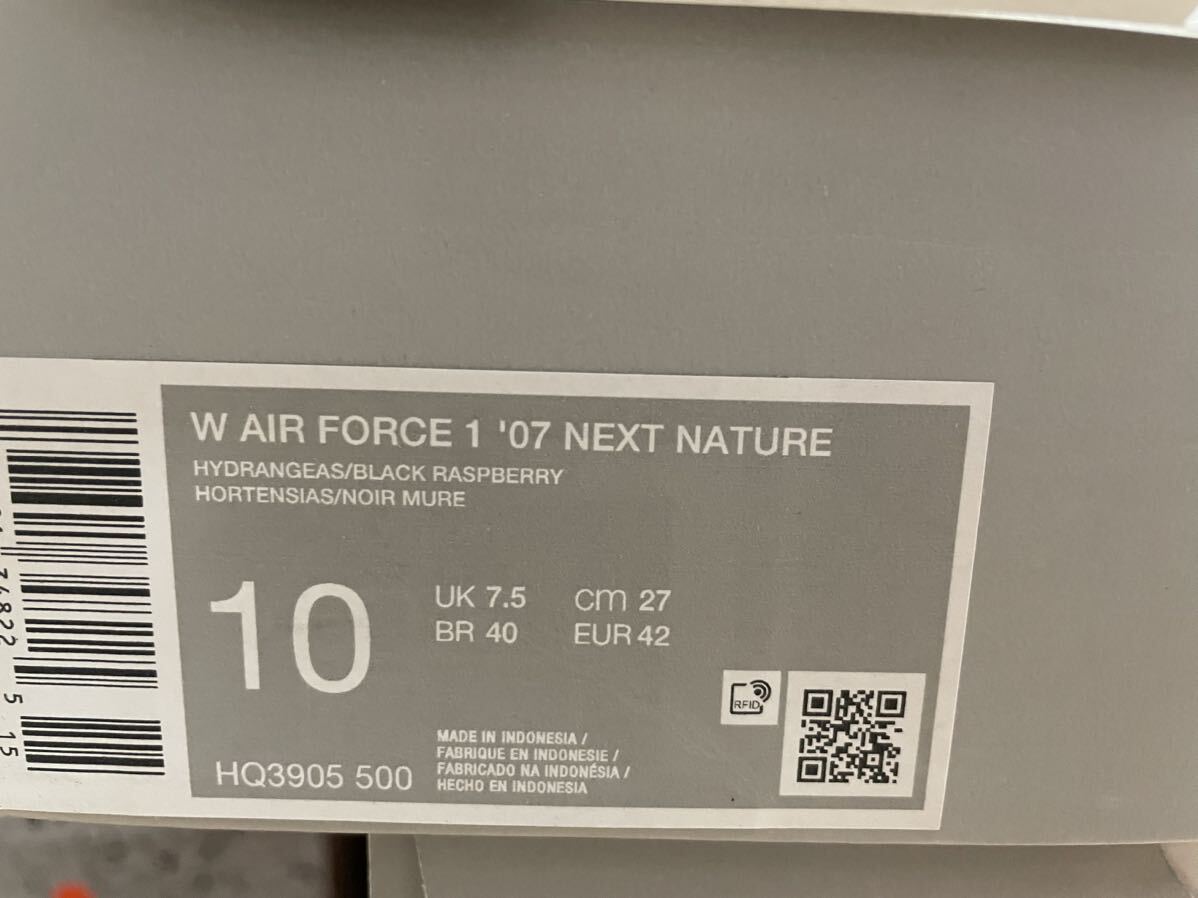 W AIR FORCE 1 '07 NEXT NATURE
HYDRANGEAS/BLACK RASPBERRY
HORTENSIAS/NOIR MURE
10
UK 7.5 cm 27
BR 40 EUR 42
RFID
MADE IN INDONESIA /
FABRIQUE EN INDONESIE /
FABRICADO NA INDONÉSIA /
HECHO EN INDONESIA
HQ3905 500